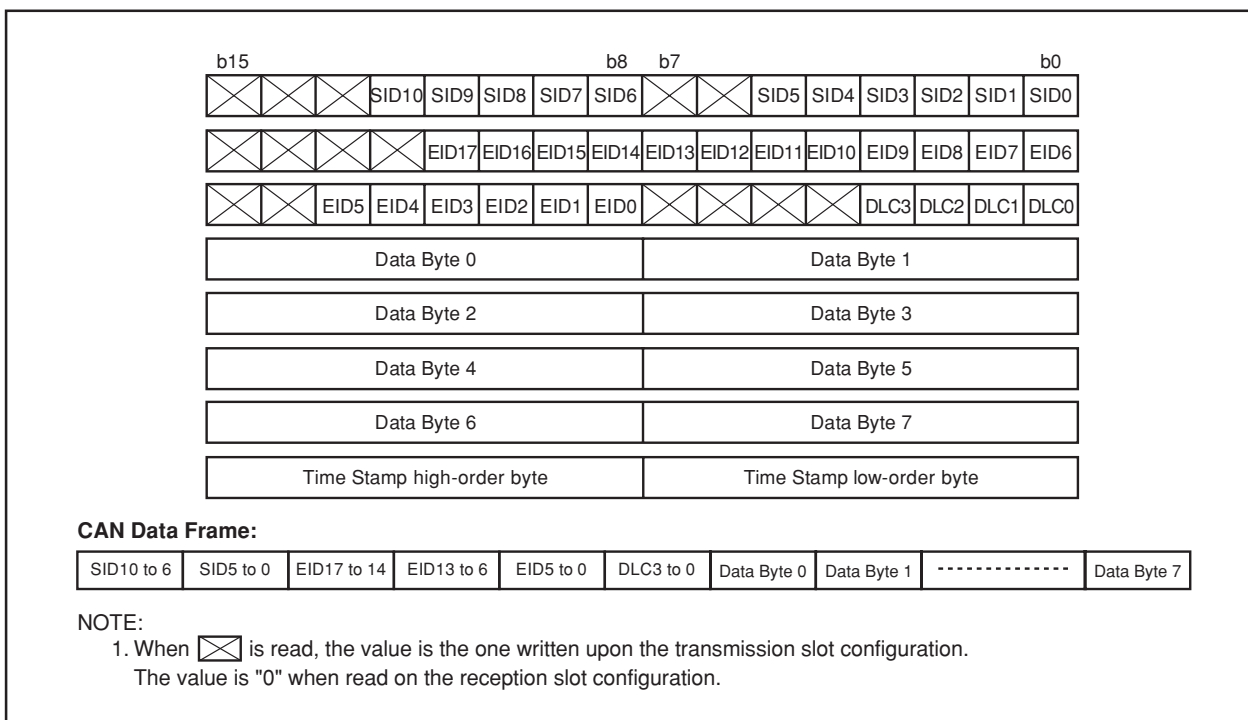 b15 b8 b7 b0
SID10 SID9 SID8 SID7 SID6 SID5 SID4 SID3 SID2 SID1 SID0
EID17 EID16 EID15 EID14 EID13 EID12 EID11 EID10 EID9 EID8 EID7 EID6
EID5 EID4 EID3 EID2 EID1 EID0 DLC3 DLC2 DLC1 DLC0
Data Byte 0 Data Byte 1
Data Byte 2 Data Byte 3
Data Byte 4 Data Byte 5
Data Byte 6 Data Byte 7
Time Stamp high-order byte Time Stamp low-order byte
CAN Data Frame:
SID10 to 6 SID5 to 0 EID17 to 14 EID13 to 6 EID5 to 0 DLC3 to 0 Data Byte 0 Data Byte 1 Data Byte 7
NOTE:
1. When is read, the value is the one written upon the transmission slot configuration.
The value is "0" when read on the reception slot configuration.